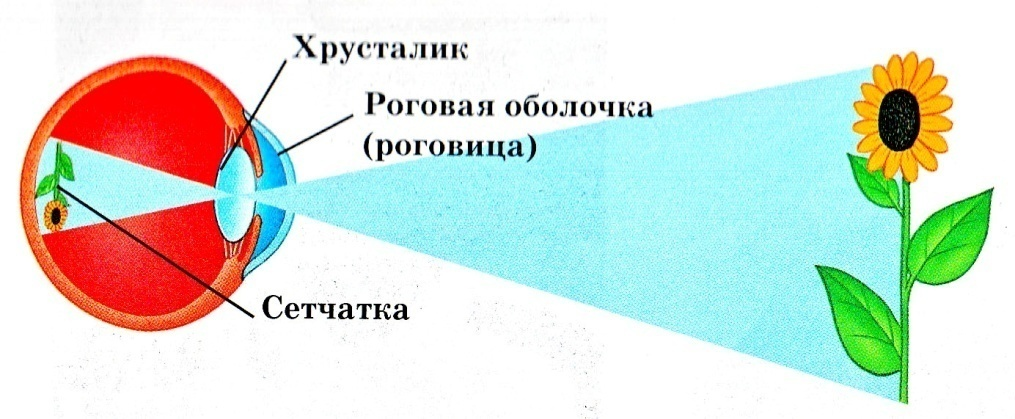 Хрусталик
Роговая оболочка
(роговица)
Сетчатка